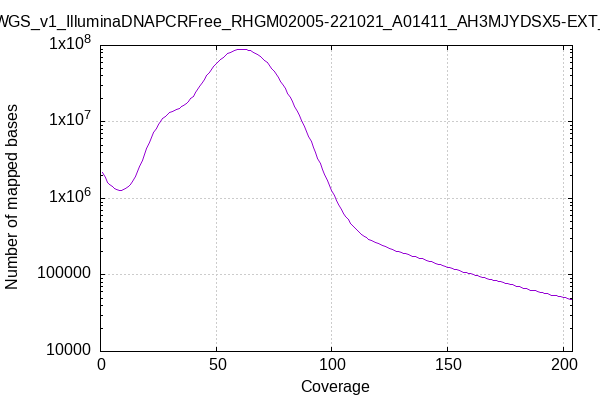 WGS_v1_IlluminaDNAPCRFree_RHGM02005-221021_A01411_AH3MJYDSX5-EXT_
1x10^8
1x10^7
1x10^6
100000
10000
Number of mapped bases
0 50 100 150 200
Coverage